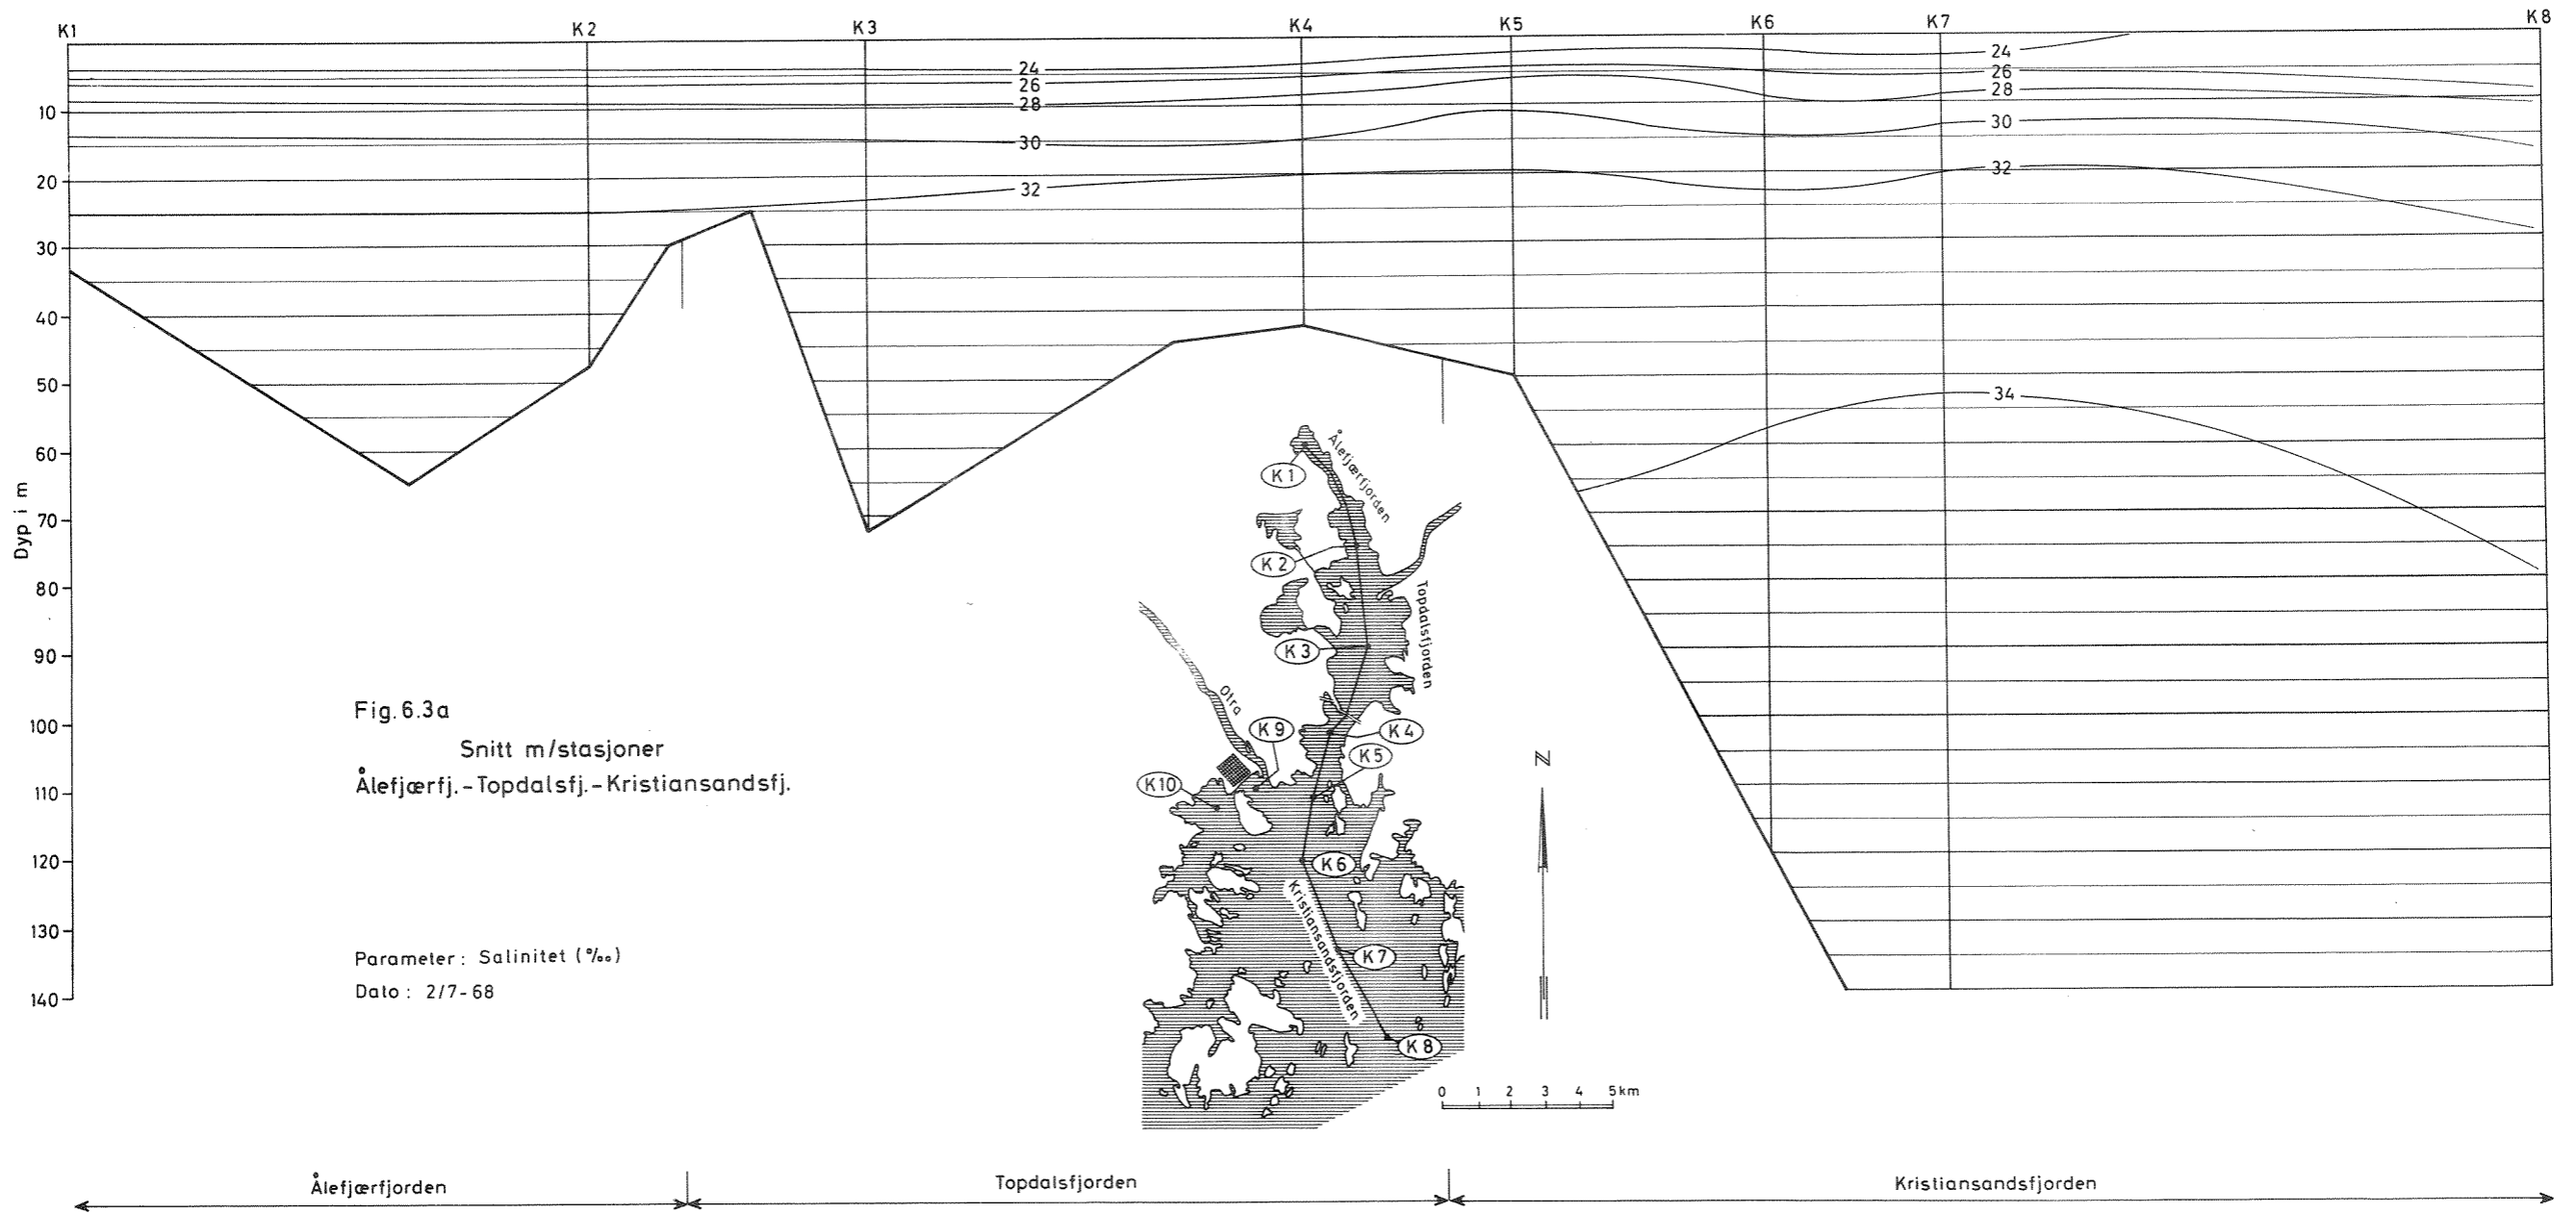 K1 K2 K3 K4 K5 K6 K7 K8
24 24
26 26
28 28
30 30
32 32
34
10
20
30
40
50
60
70
80
90
100
110
120
130
140
Dyp i m
Fig. 6.3a
Snitt m/stasjoner
Ålefjærfj.-Topdalsfj.-Kristiansandsfj.
Parameter: Salinitet (‰)
Dato: 2/7-68
K1
Ålefjærfjorden
K2
Topdalsfjorden
K3
Otra
K9
K4
K5
K10
K6
Kristiansandsfjorden
K7
K8
N
0 1 2 3 4 5 km
Ålefjærfjorden Topdalsfjorden Kristiansandsfjorden